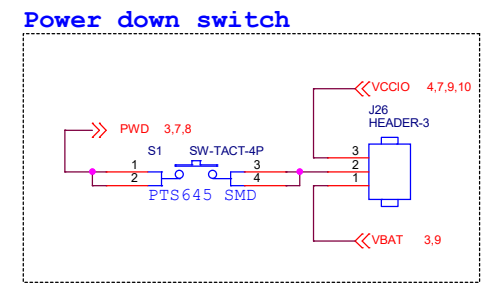 Power down switch
VCCIO 4,7,9,10
J26
HEADER-3
PWD 3,7,8
S1 SW-TACT-4P
1
2
3
4
3
2
1
PTS645 SMD
VBAT 3,9